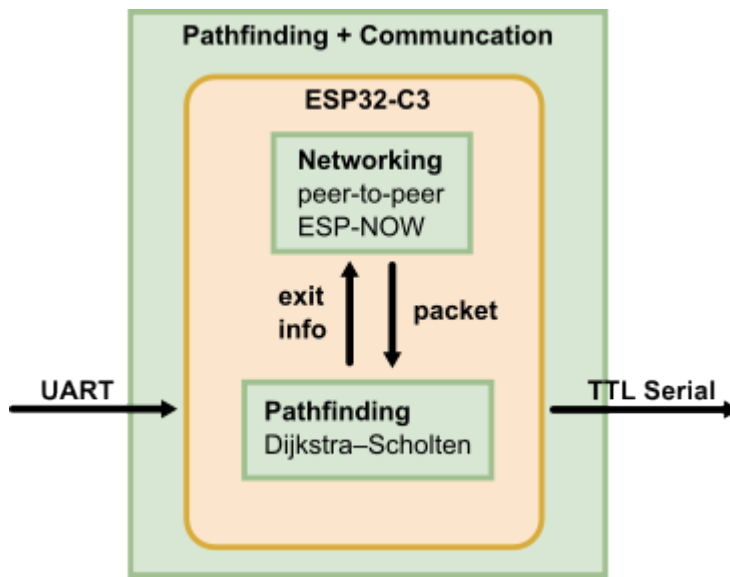 Pathfinding + Communcation
ESP32-C3
Networking
peer-to-peer
ESP-NOW
exit
info
packet
UART
TTL Serial
Pathfinding
Dijkstra–Scholten